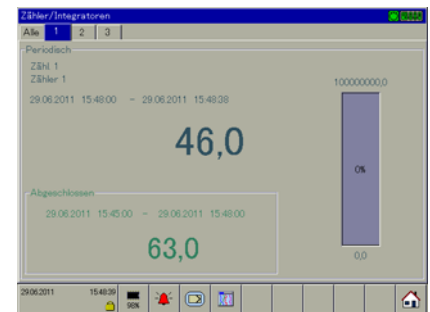 Zähler/Integratoren
Alle 1 2 3
Periodisch
Zähl. 1
Zähler 1
100000000,0
29.06.2011 15:48:00 - 29.06.2011 15:48:38
46,0
0%
Abgeschlossen
29.06.2011 15:45:00 - 29.06.2011 15:48:00
63,0
0,0
29.06.2011 15:48:39
98%